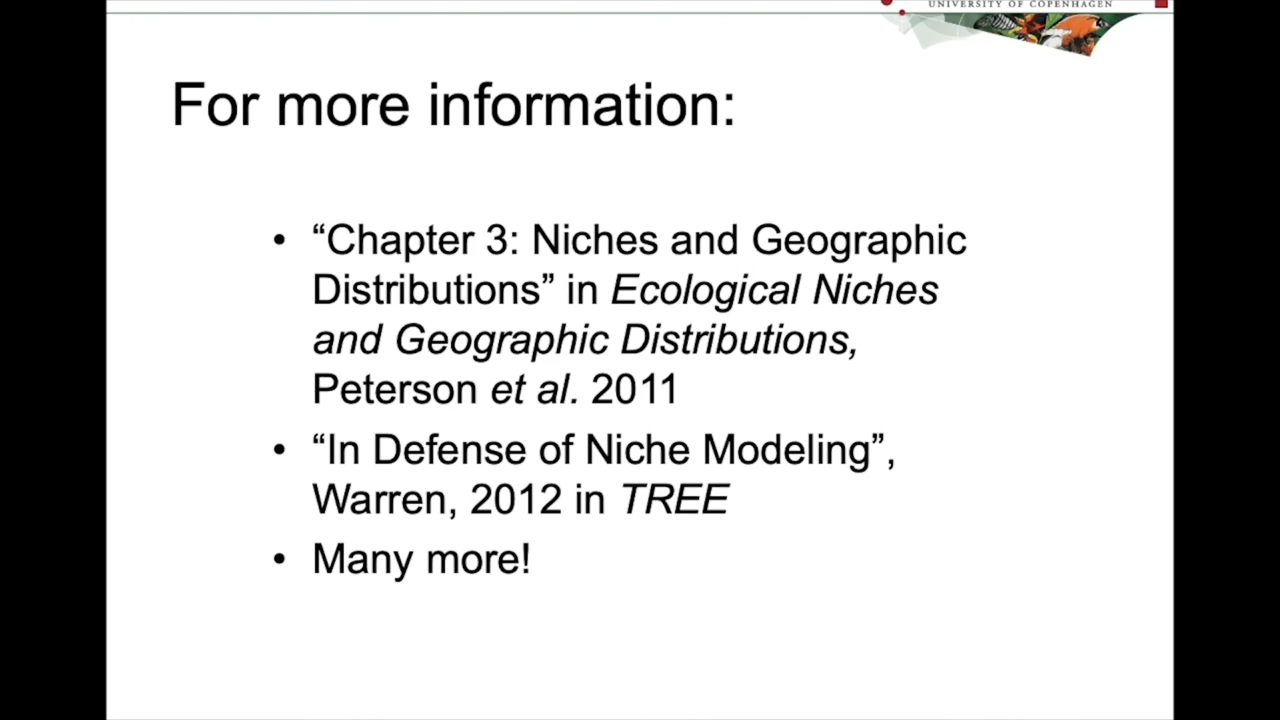 UNIVERSITY OF COPENHAGEN
For more information:
• “Chapter 3: Niches and Geographic
Distributions” in Ecological Niches
and Geographic Distributions,
Peterson et al. 2011
• “In Defense of Niche Modeling”,
Warren, 2012 in TREE
• Many more!